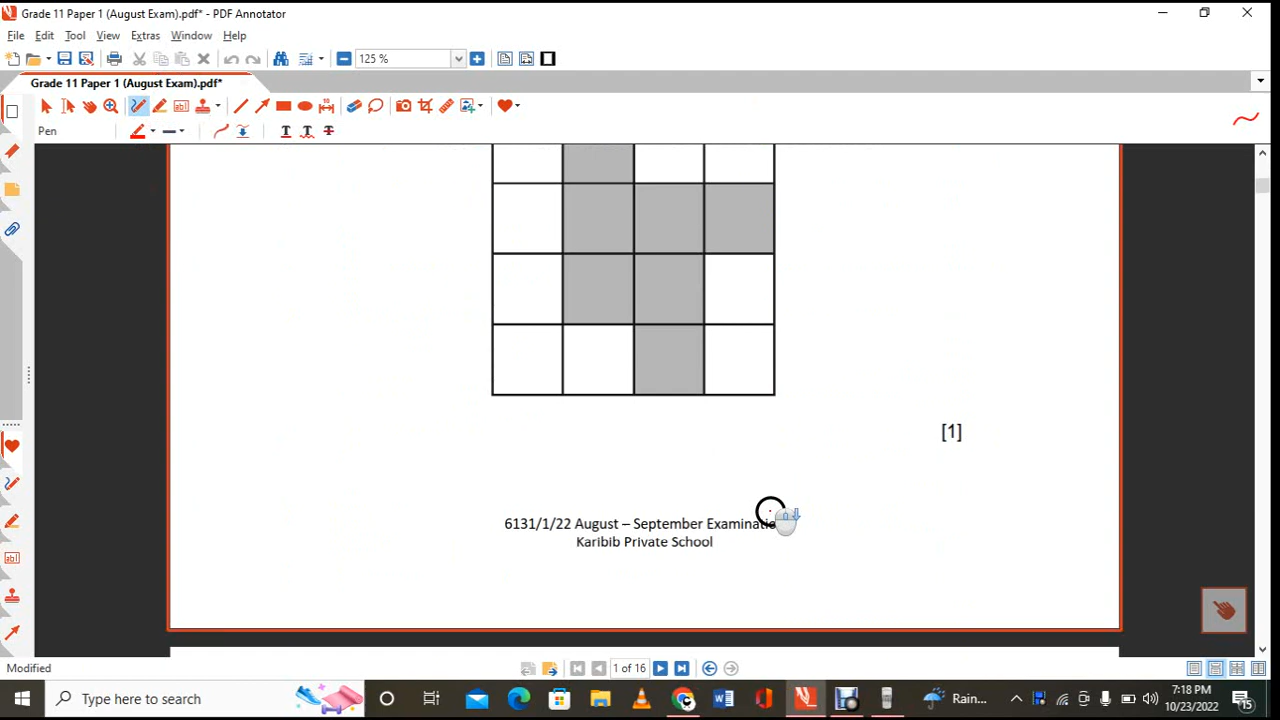 Grade 11 Paper 1 (August Exam).pdf* - PDF Annotator
File Edit Tool View Extras Window Help
125 %
Grade 11 Paper 1 (August Exam).pdf*
Pen
[1]
6131/1/22 August – September Examinatio
Karibib Private School
Modified
1 of 16
Type here to search
Rain...
7:18 PM
10/23/2022
15